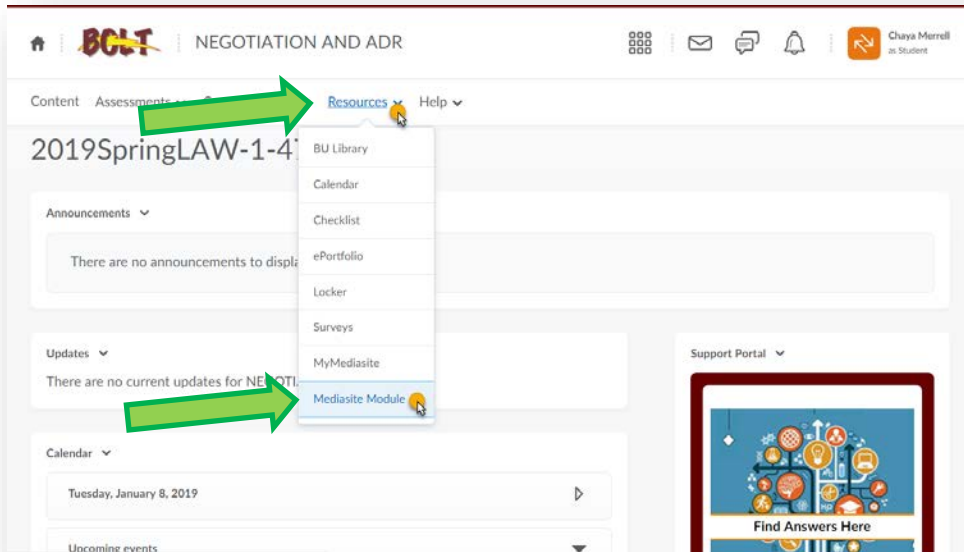 BOLT NEGOTIATION AND ADR
Chaya Merrell
as Student
Content Assessments Resources Help
2019SpringLAW-1-47
BU Library
Calendar
Checklist
ePortfolio
Locker
Surveys
MyMediasite
Mediasite Module
Announcements
There are no announcements to displa
Updates
There are no current updates for NEGOTI
Calendar
Tuesday, January 8, 2019
Upcoming events
Support Portal
Find Answers Here